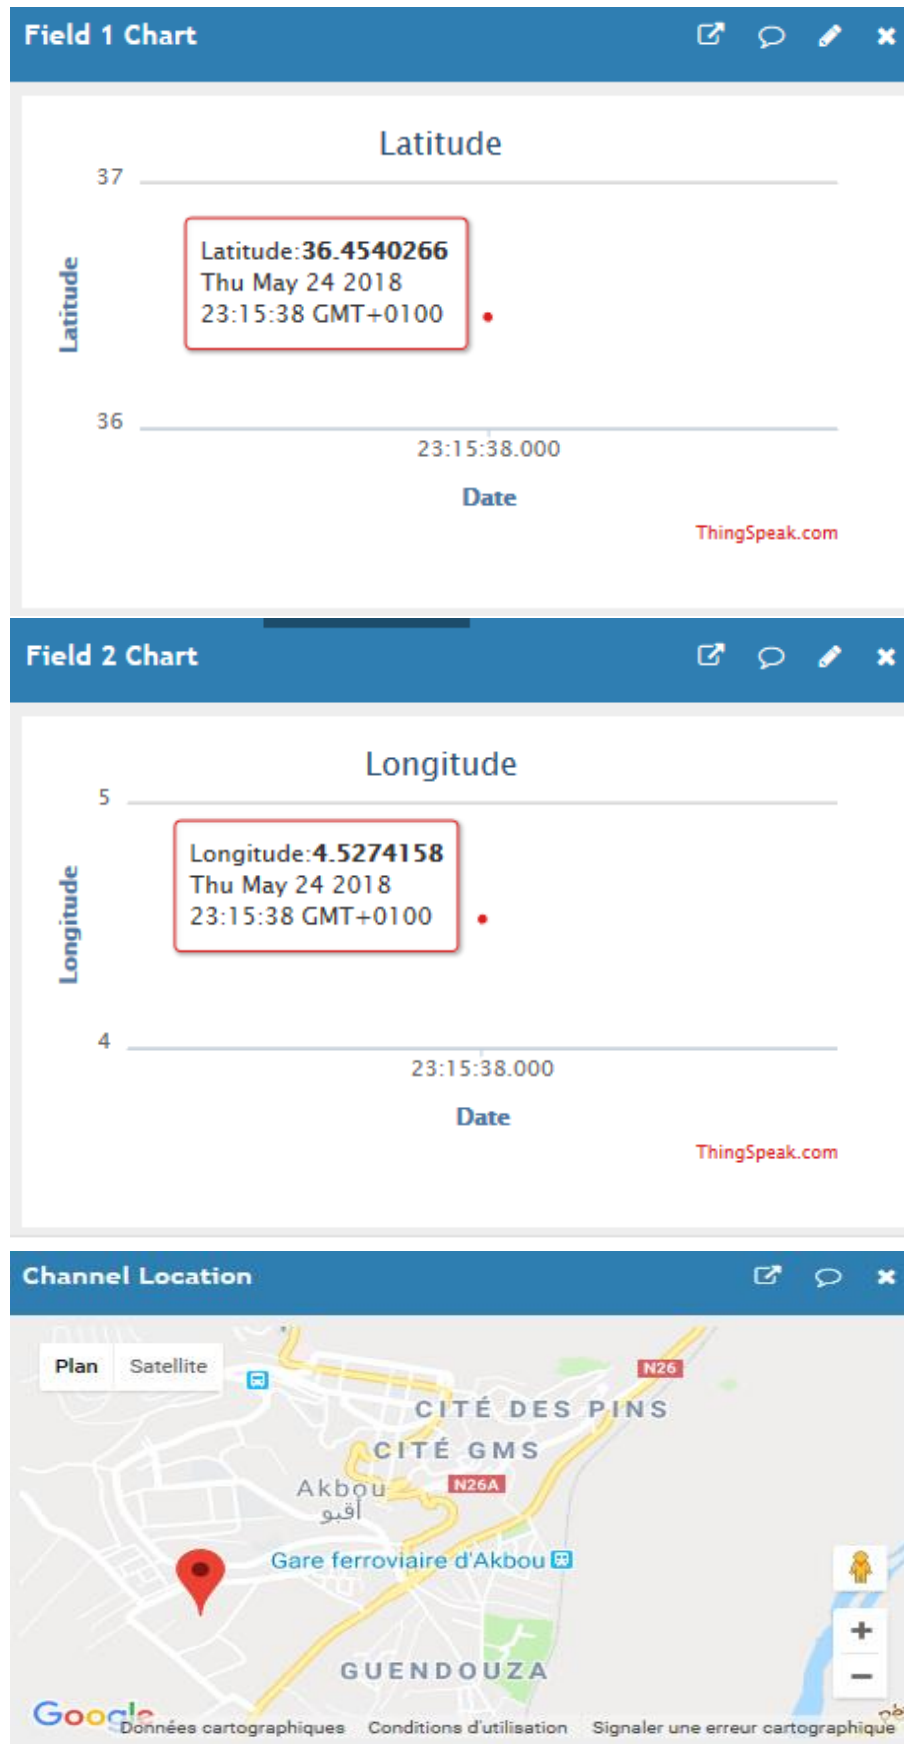 Field 1 Chart
Latitude
37
Latitude:36.4540266
Thu May 24 2018
23:15:38 GMT+0100
Latitude
36
23:15:38.000
Date
ThingSpeak.com
Field 2 Chart
Longitude
5
Longitude:4.5274158
Thu May 24 2018
23:15:38 GMT+0100
Longitude
4
23:15:38.000
Date
ThingSpeak.com
Channel Location
Plan Satellite
N26
CITÉ DES PINS
CITÉ GMS
N26A
Akbou
أقبو
Gare ferroviaire d'Akbou
GUENDOUZA
Google
Données cartographiques Conditions d'utilisation Signaler une erreur cartographique